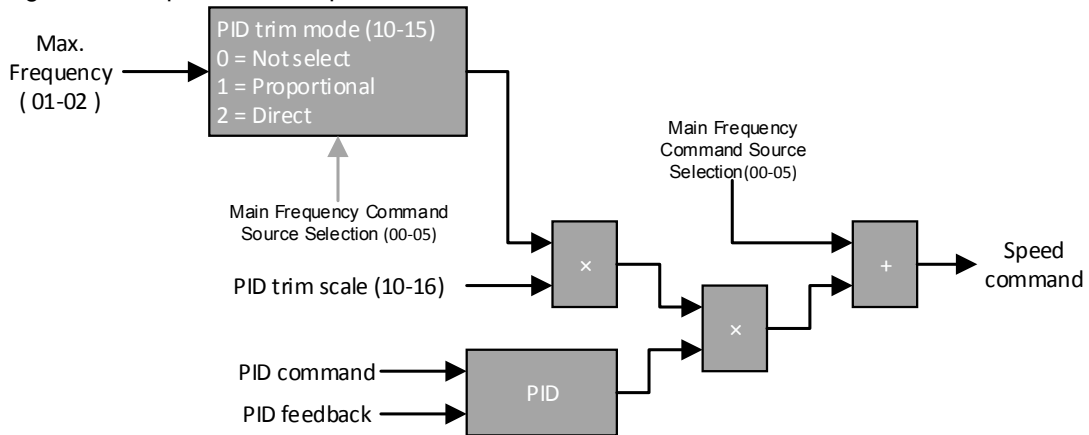 PID trim mode (10-15)
0 = Not select
1 = Proportional
2 = Direct
Max.
Frequency
( 01-02 )
Main Frequency
Command Source
Selection(00-05)
Main Frequency Command
Source Selection (00-05)
×
+
Speed
command
PID trim scale (10-16)
×
PID command
PID
PID feedback